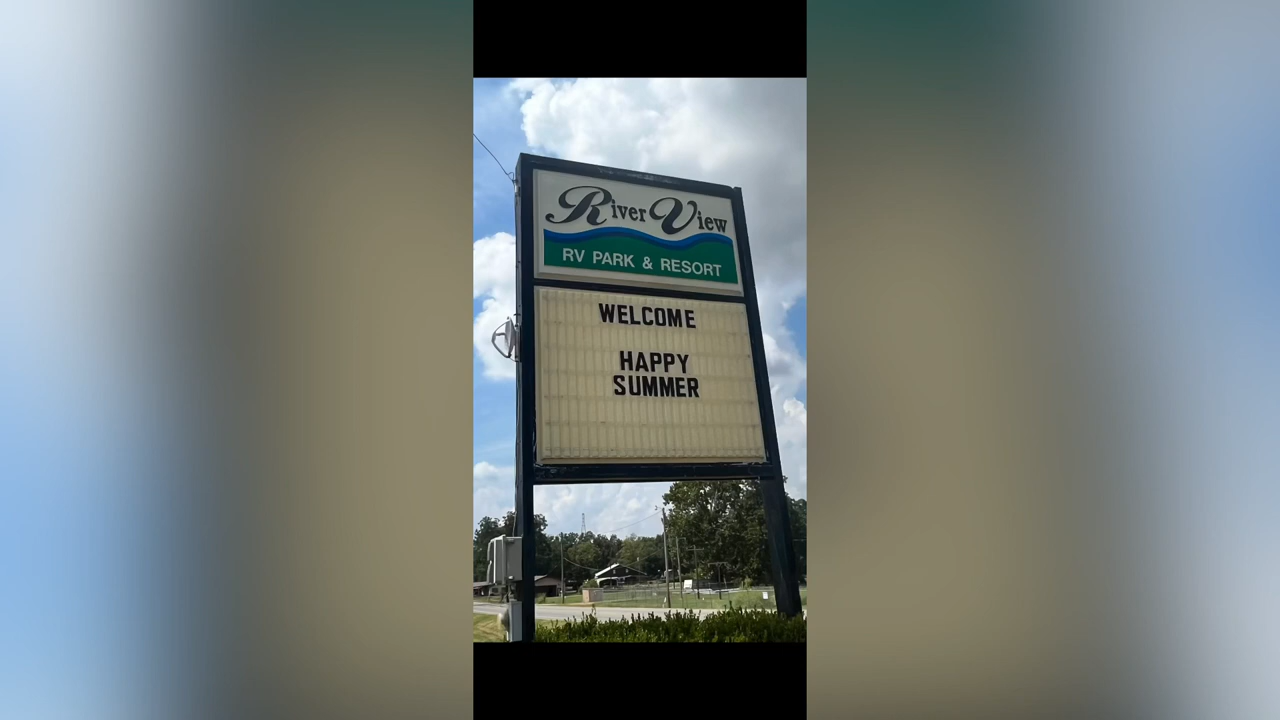 River View
RV PARK & RESORT
WELCOME
HAPPY
SUMMER